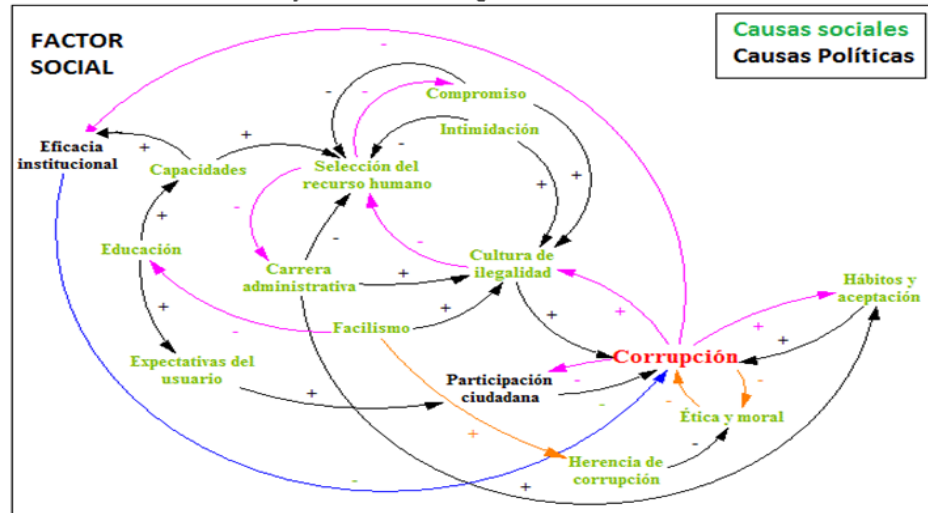 FACTOR
SOCIAL
Causas sociales
Causas Políticas
-
-
-
Compromiso
Intimidación
-
+
+
Eficacia
institucional
+
Capacidades
+
Selección del
recurso humano
+
+
-
-
Educación
+
-
Carrera
administrativa
+
Cultura de
ilegalidad
Hábitos y
aceptación
+
-
Facilismo
+
+
+
+
+
Expectativas del
usuario
+
Corrupción
Participación
ciudadana
-
-
-
-
Ética y moral
+
-
Herencia de
corrupción
-
+